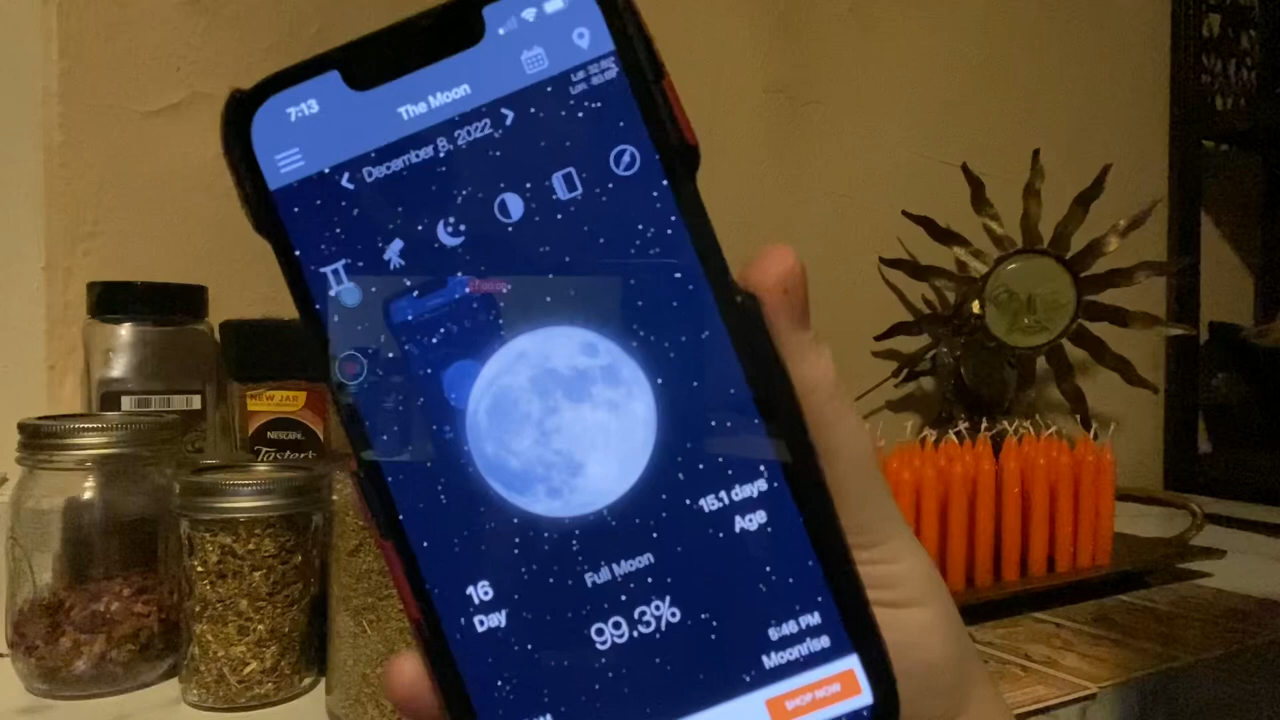 7:13
The Moon
December 8, 2022
15.1 days
Age
Full Moon
16
Day
99.3%
5:46 PM
Moonrise
SHOP NOW
NEW JAR
NESCAFÉ
Taster's